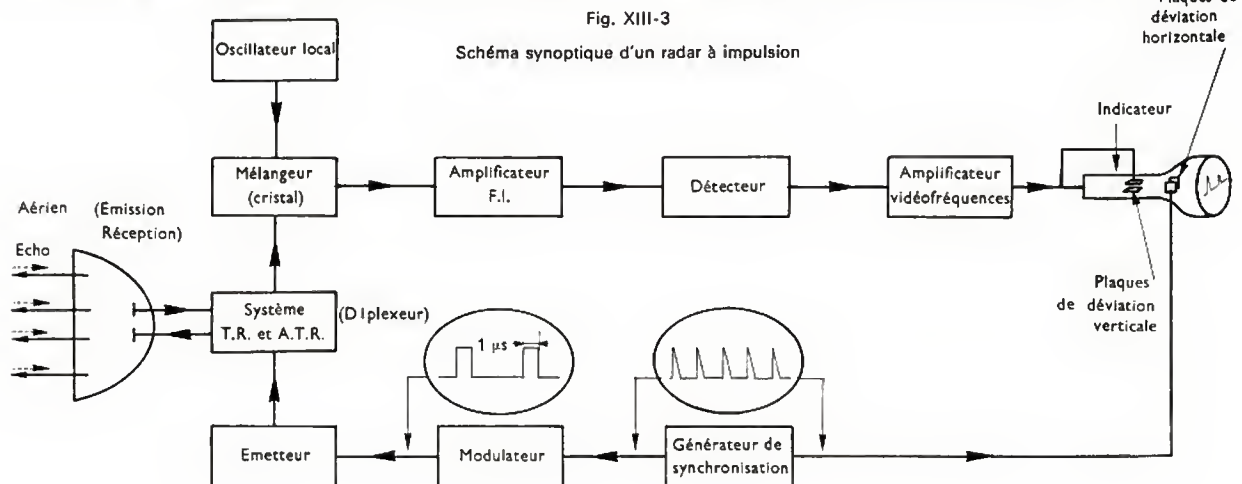 Fig. XIII-3
Schéma synoptique d'un radar à impulsion
Plaques de
déviation
horizontale
Oscillateur local
Indicateur
Mélangeur
(cristal)
Amplificateur
F.I.
Détecteur
Amplificateur
vidéofréquences
Aérien (Emission
Réception)
Echo
Système
T.R. et A.T.R.
(Diplexeur)
Plaques
de déviation
verticale
1 µs
Emetteur
Modulateur
Générateur de
synchronisation